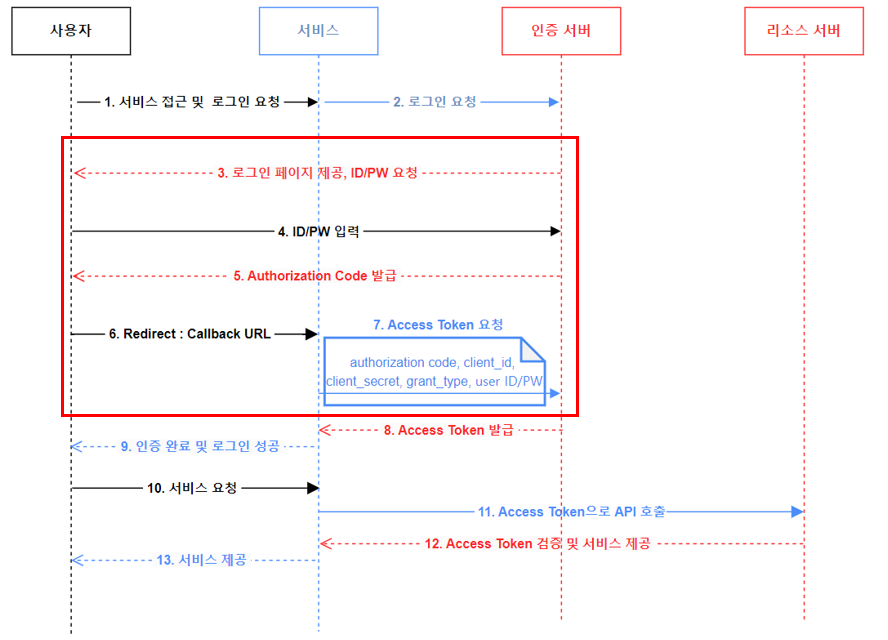 사용자
서비스
인증 서버
리소스 서버
1. 서비스 접근 및 로그인 요청
2. 로그인 요청
3. 로그인 페이지 제공, ID/PW 요청
4. ID/PW 입력
5. Authorization Code 발급
6. Redirect : Callback URL
7. Access Token 요청
authorization code, client_id,
client_secret, grant_type, user ID/PW
8. Access Token 발급
9. 인증 완료 및 로그인 성공
10. 서비스 요청
11. Access Token으로 API 호출
12. Access Token 검증 및 서비스 제공
13. 서비스 제공